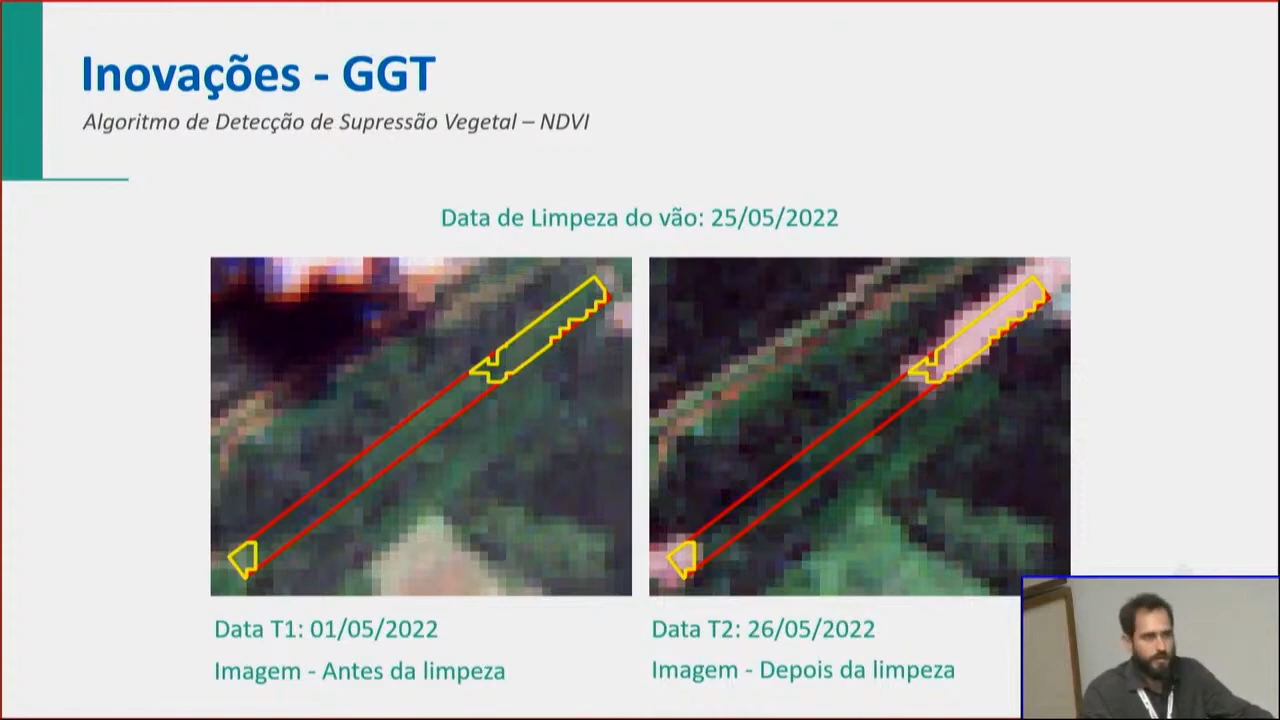 Inovações - GGT
Algoritmo de Detecção de Supressão Vegetal – NDVI
Data de Limpeza do vão: 25/05/2022
Data T1: 01/05/2022
Imagem - Antes da limpeza
Data T2: 26/05/2022
Imagem - Depois da limpeza